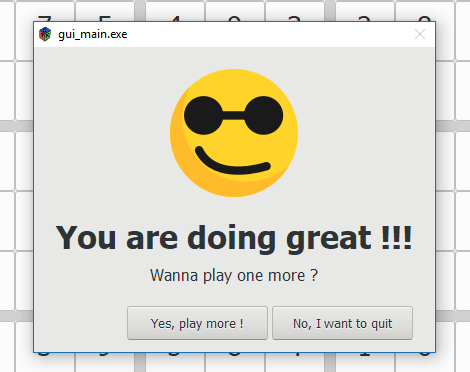 gui_main.exe
You are doing great !!!
Wanna play one more ?
Yes, play more !
No, I want to quit